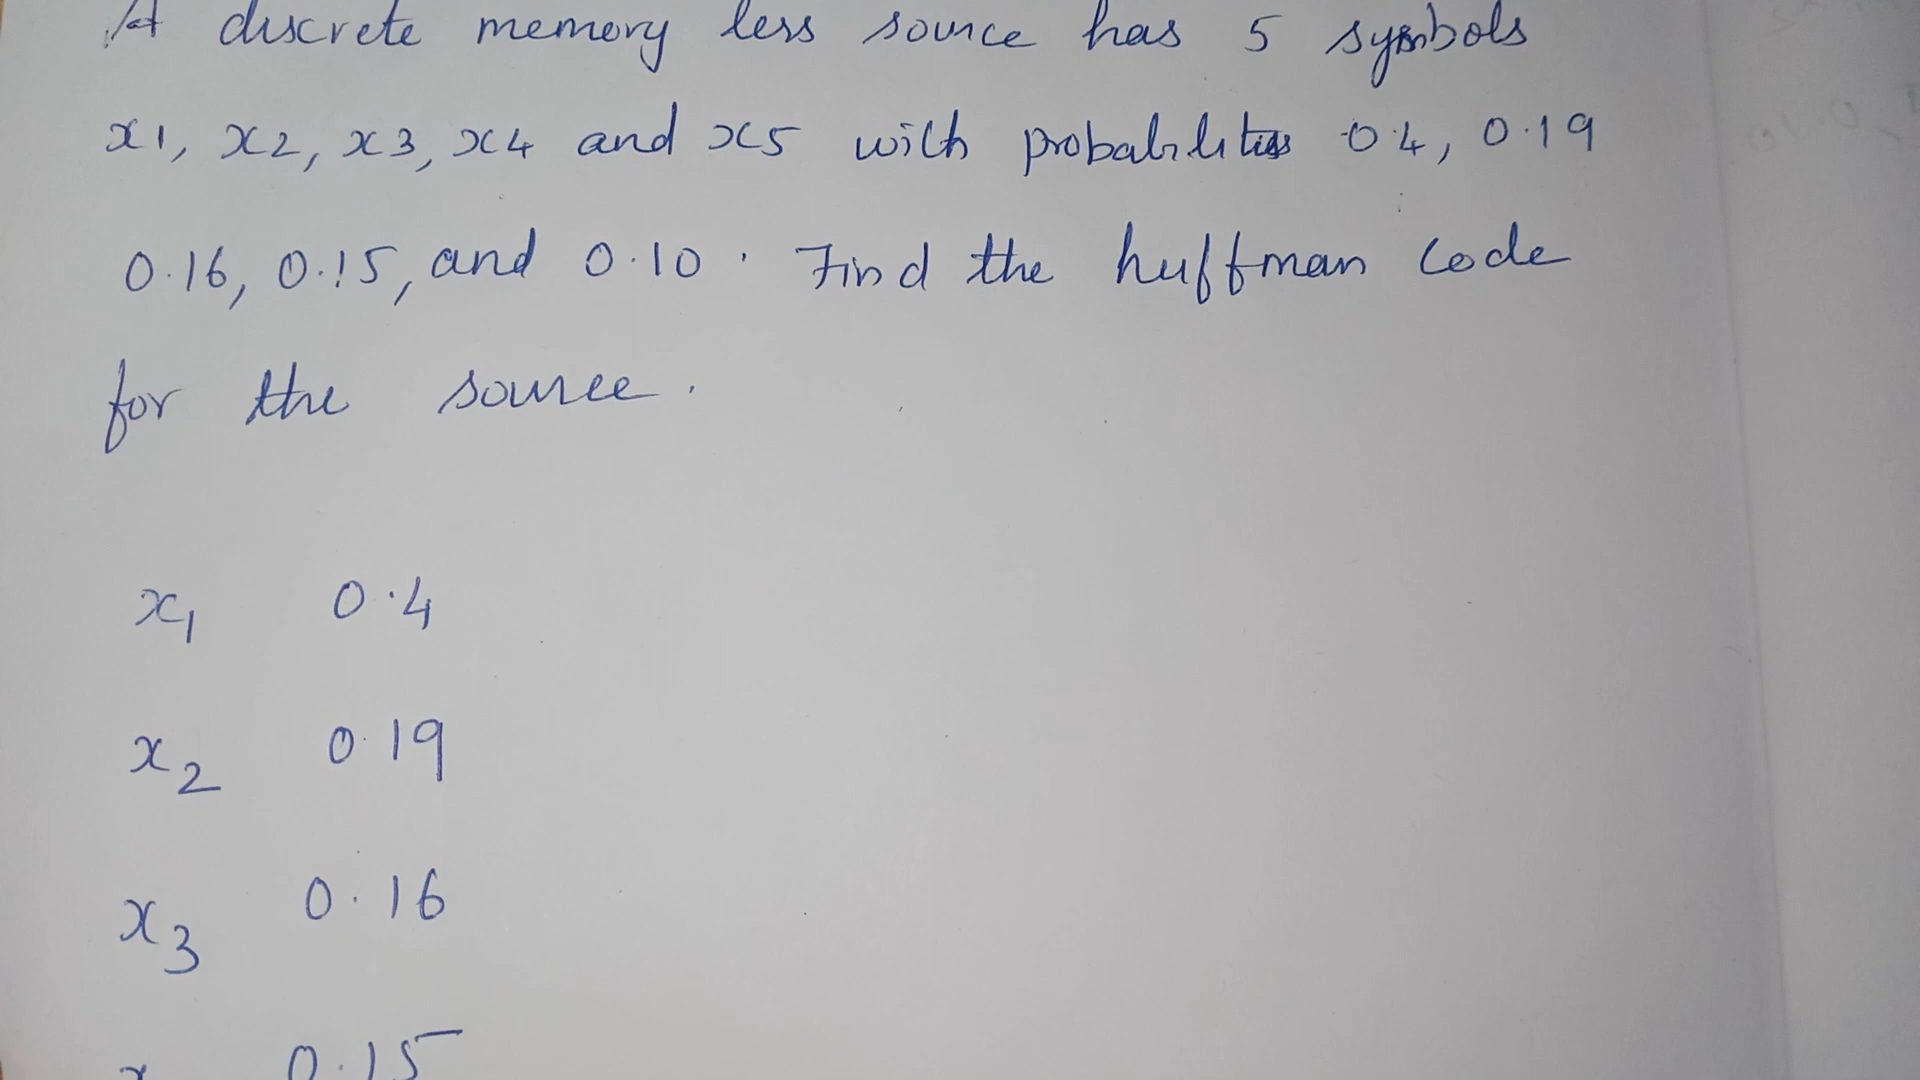 A discrete memory less source has 5 symbols
x1, x2, x3, x4 and x5 with probabilities 0.4, 0.19
0.16, 0.15, and 0.10. Find the huffman code
for the source.
x1 0.4
x2 0.19
x3 0.16
0.15